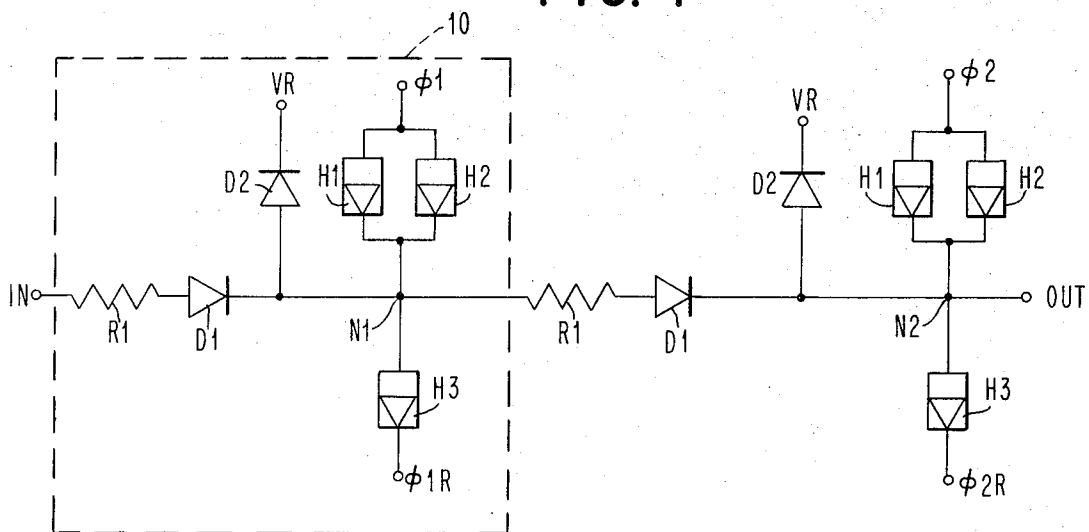 10
φ1
φ2
VR
VR
D2
H1
H2
D2
H1
H2
IN
R1
D1
N1
R1
D1
N2
OUT
H3
H3
φ1R
φ2R